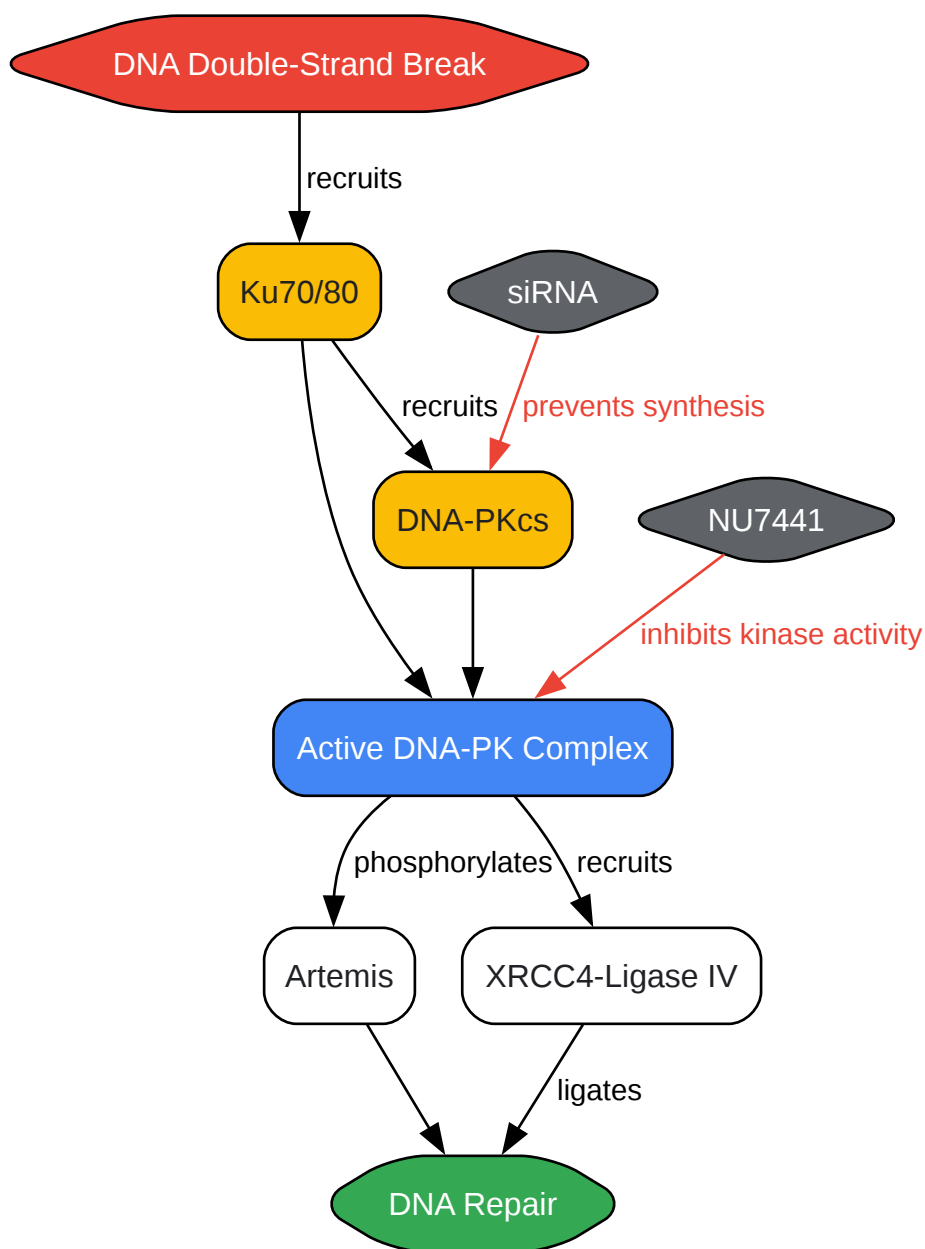 DNA Double-Strand Break
recruits
Ku70/80
siRNA
recruits
prevents synthesis
DNA-PKcs
NU7441
inhibits kinase activity
Active DNA-PK Complex
phosphorylates
recruits
Artemis
XRCC4-Ligase IV
ligates
DNA Repair